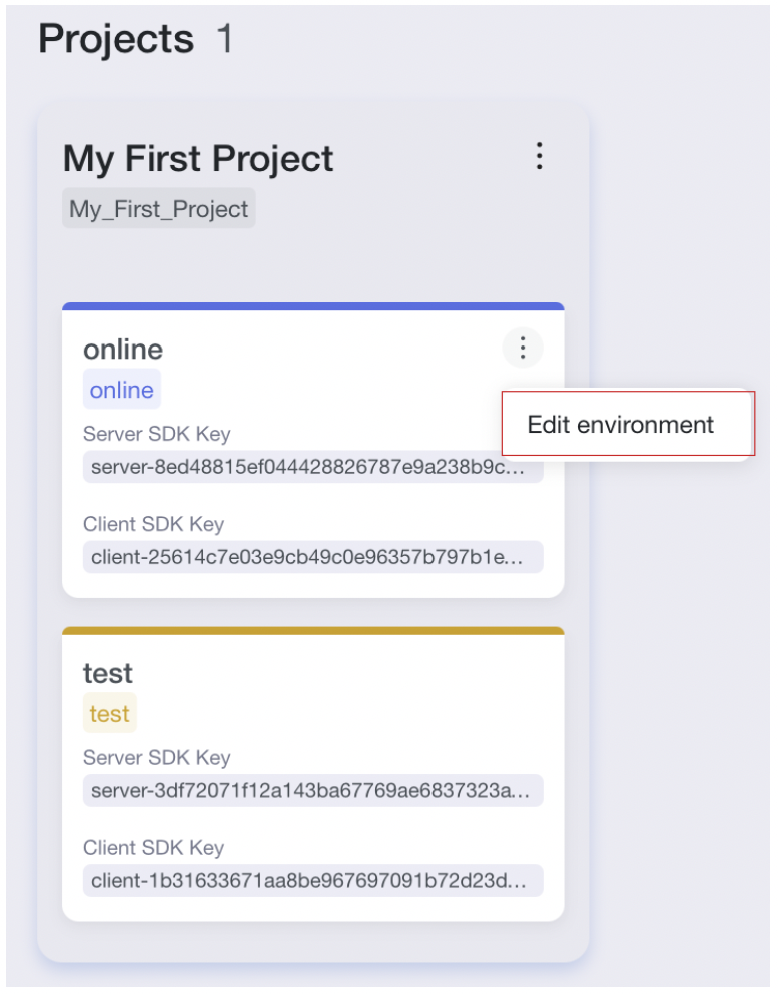 Projects 1
My First Project
My_First_Project
online
online
Edit environment
Server SDK Key
server-8ed48815ef044428826787e9a238b9c...
Client SDK Key
client-25614c7e03e9cb49c0e96357b797b1e...
test
test
Server SDK Key
server-3df72071f12a143ba67769ae6837323a...
Client SDK Key
client-1b31633671aa8be967697091b72d23d...